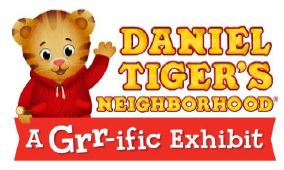 DANIEL
TIGER'S
NEIGHBORHOOD®
A Grr-ific Exhibit